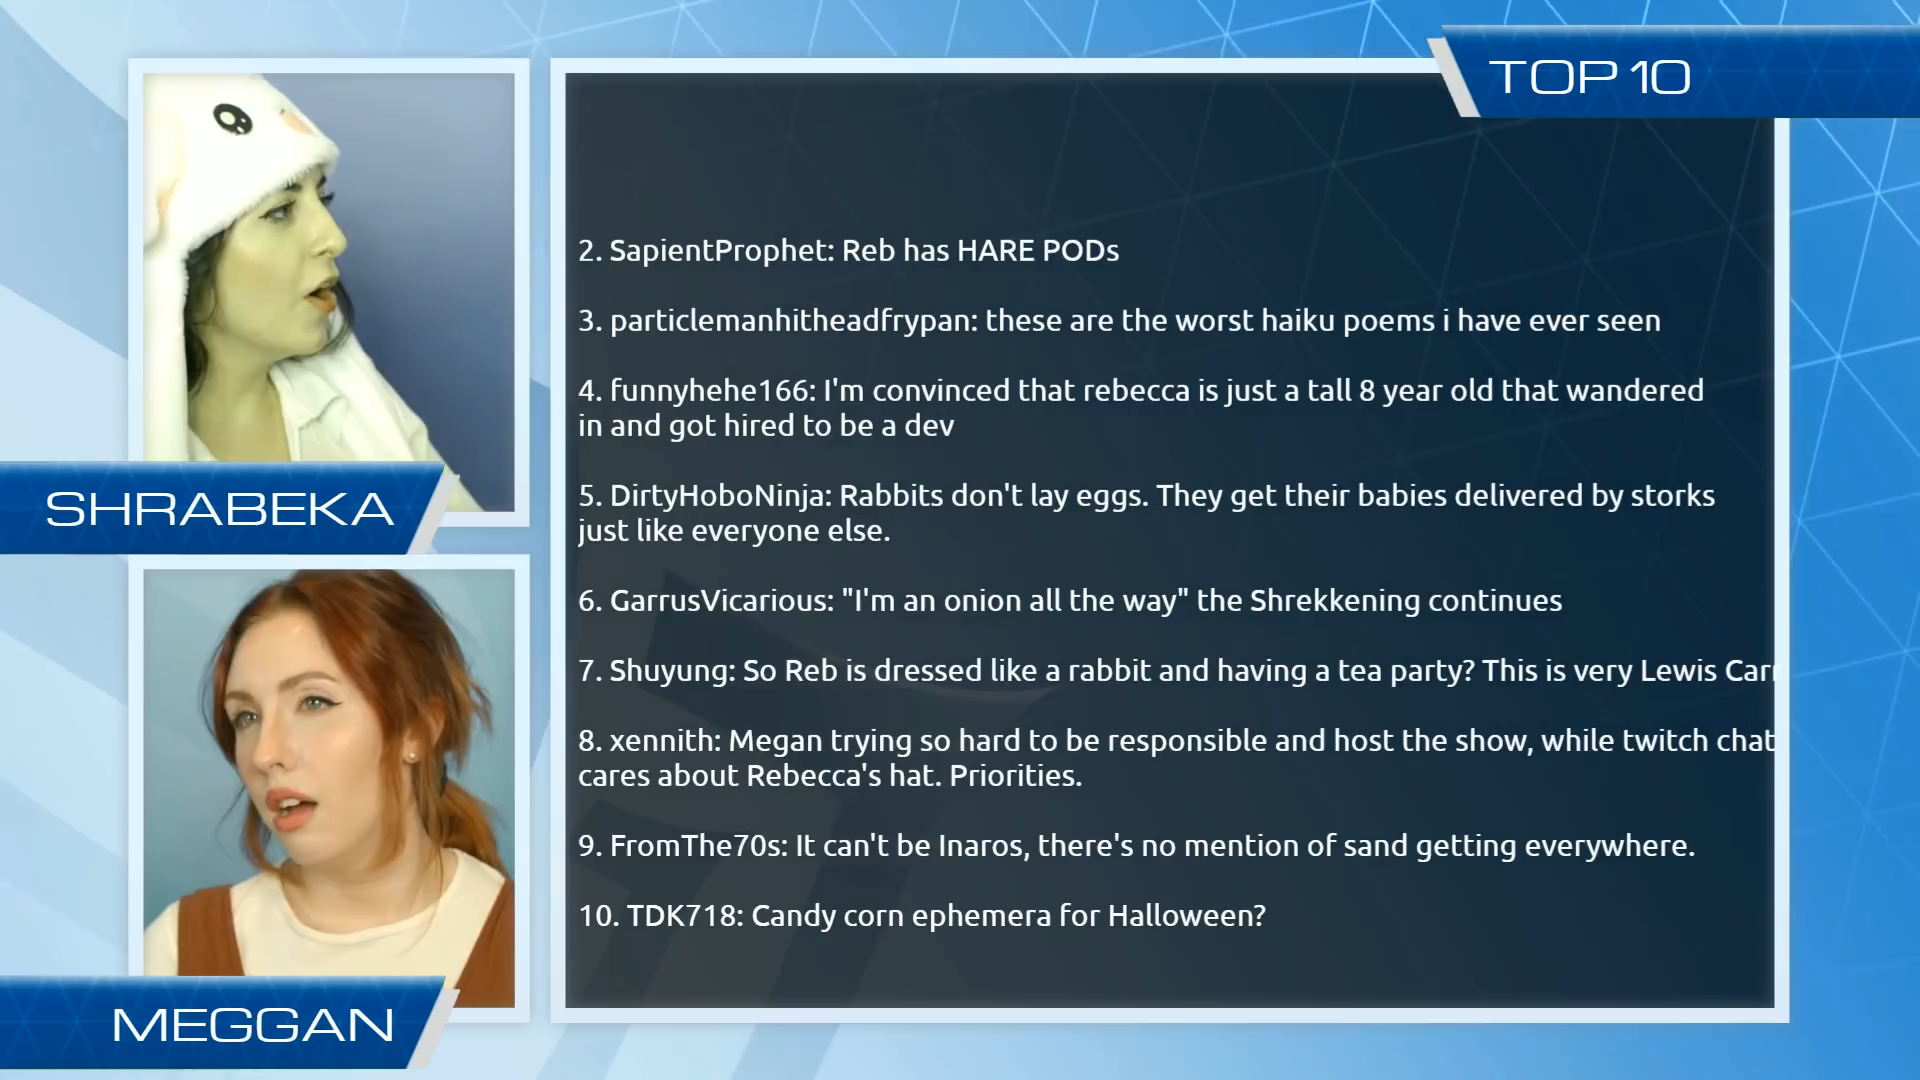 TOP 10
2. SapientProphet: Reb has HARE PODs
3. particlemanhitheadfrypan: these are the worst haiku poems i have ever seen
4. funnyhehe166: I'm convinced that rebecca is just a tall 8 year old that wandered
in and got hired to be a dev
5. DirtyHoboNinja: Rabbits don't lay eggs. They get their babies delivered by storks
just like everyone else.
6. GarrusVicarious: "I'm an onion all the way" the Shrekkening continues
7. Shuyung: So Reb is dressed like a rabbit and having a tea party? This is very Lewis Carr
8. xennith: Megan trying so hard to be responsible and host the show, while twitch chat
cares about Rebecca's hat. Priorities.
9. FromThe70s: It can't be Inaros, there's no mention of sand getting everywhere.
10. TDK718: Candy corn ephemera for Halloween?
SHRABEKA
MEGGAN